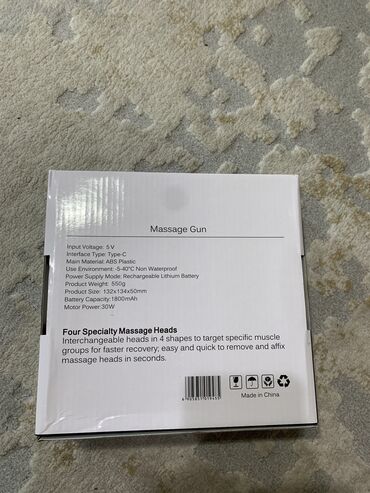 Massage Gun
Input Voltage: 5 V
Interface Type: Type-C
Main Material: ABS Plastic
Use Environment: -5-40°C Non Waterproof
Power Supply Mode: Rechargeable Lithium Battery
Product Weight: 550g
Product Size: 132x134x50mm
Battery Capacity:1800mAh
Motor Power:30W
Four Specialty Massage Heads
Interchangeable heads in 4 shapes to target specific muscle
groups for faster recovery; easy and quick to remove and affix
massage heads in seconds.
Made in China